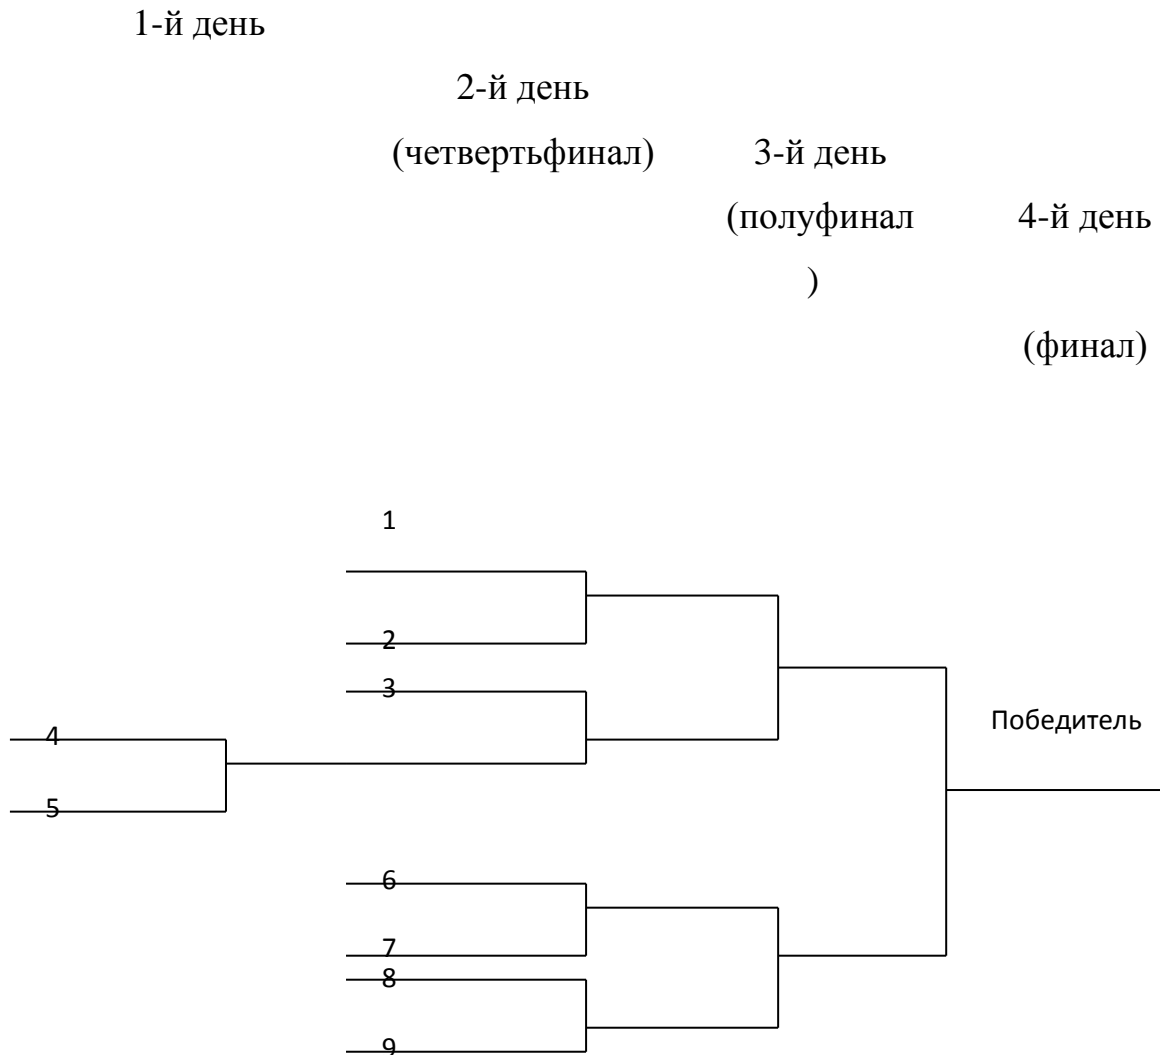 1-й день
2-й день
(четвертьфинал)
3-й день
(полуфинал
)
4-й день
(финал)
1
2
3
4
5
6
7
8
9
Победитель